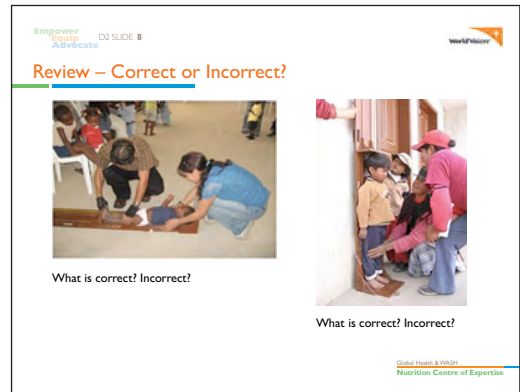 Empower
Equip
Advocate
D2 SLIDE 8
World Vision
Review – Correct or Incorrect?
What is correct? Incorrect?
What is correct? Incorrect?
Global Health & WASH
Nutrition Centre of Expertise